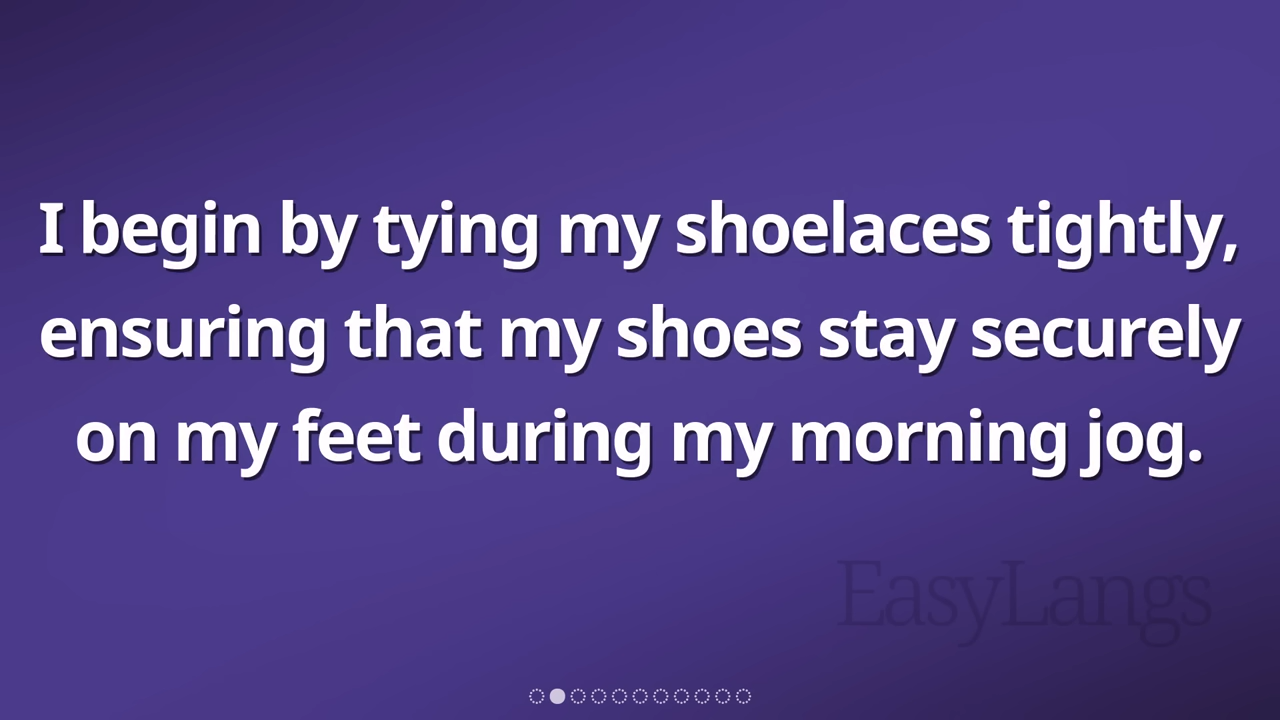 I begin by tying my shoelaces tightly,
ensuring that my shoes stay securely
on my feet during my morning jog.
EasyLangs